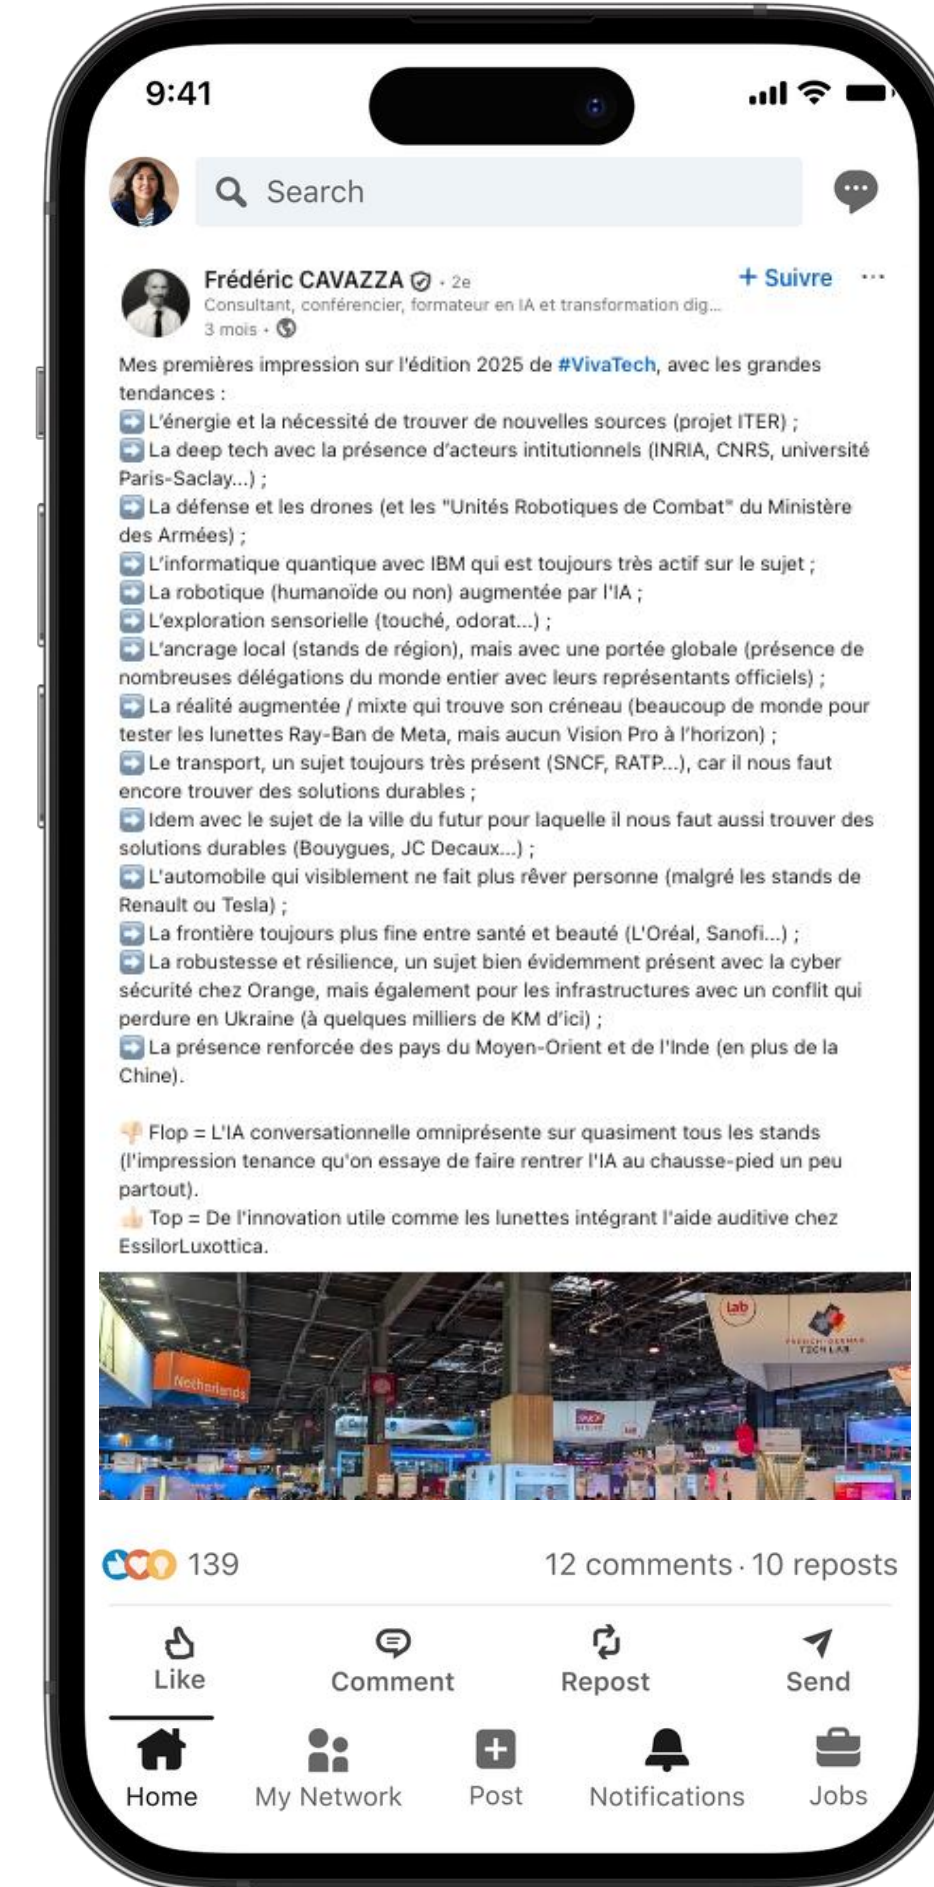 9:41
Search
Frédéric CAVAZZA · 2e
+ Suivre ...
Consultant, conférencier, formateur en IA et transformation dig...
3 mois ·
Mes premières impression sur l'édition 2025 de #VivaTech, avec les grandes
tendances :
➡️ L'énergie et la nécessité de trouver de nouvelles sources (projet ITER) ;
➡️ La deep tech avec la présence d'acteurs intitutionnels (INRIA, CNRS, université
Paris-Saclay...) ;
➡️ La défense et les drones (et les "Unités Robotiques de Combat" du Ministère
des Armées) ;
➡️ L'informatique quantique avec IBM qui est toujours très actif sur le sujet ;
➡️ La robotique (humanoïde ou non) augmentée par l'IA ;
➡️ L'exploration sensorielle (touché, odorat...) ;
➡️ L'ancrage local (stands de région), mais avec une portée globale (présence de
nombreuses délégations du monde entier avec leurs représentants officiels) ;
➡️ La réalité augmentée / mixte qui trouve son créneau (beaucoup de monde pour
tester les lunettes Ray-Ban de Meta, mais aucun Vision Pro à l'horizon) ;
➡️ Le transport, un sujet toujours très présent (SNCF, RATP...), car il nous faut
encore trouver des solutions durables ;
➡️ Idem avec le sujet de la ville du futur pour laquelle il nous faut aussi trouver des
solutions durables (Bouygues, JC Decaux...) ;
➡️ L'automobile qui visiblement ne fait plus rêver personne (malgré les stands de
Renault ou Tesla) ;
➡️ La frontière toujours plus fine entre santé et beauté (L'Oréal, Sanofi...) ;
➡️ La robustesse et résilience, un sujet bien évidemment présent avec la cyber
sécurité chez Orange, mais également pour les infrastructures avec un conflit qui
perdure en Ukraine (à quelques milliers de KM d'ici) ;
➡️ La présence renforcée des pays du Moyen-Orient et de l'Inde (en plus de la
Chine).
👎🏻 Flop = L'IA conversationnelle omniprésente sur quasiment tous les stands
(l'impression tenance qu'on essaye de faire rentrer l'IA au chausse-pied un peu
partout).
👍🏻 Top = De l'innovation utile comme les lunettes intégrant l'aide auditive chez
EssilorLuxottica.
Lab
FRENCH-GERMAN
TECH LAB
Netherlands
SNCF
Lab
139
12 comments · 10 reposts
Like
Comment
Repost
Send
Home
My Network
Post
Notifications
Jobs